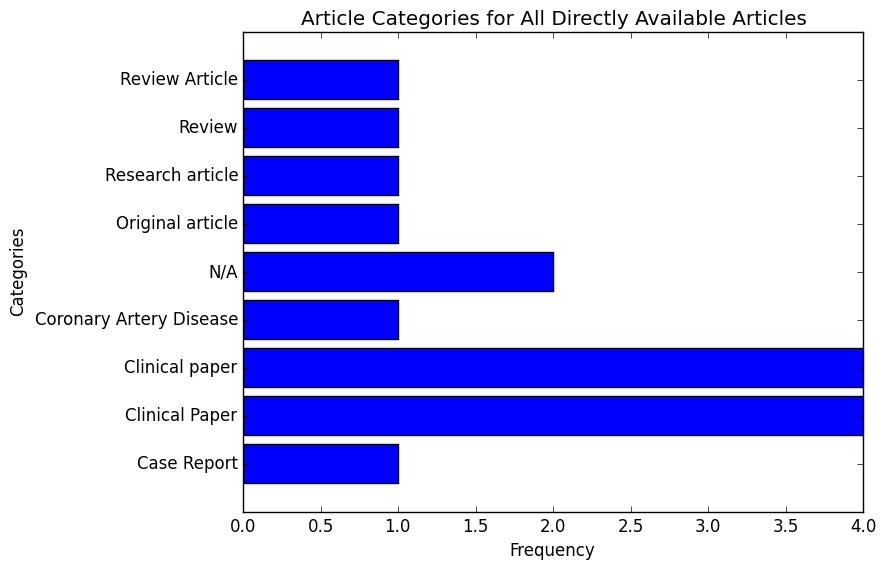 Article Categories for All Directly Available Articles
Review Article
Review
Research article
Original article
N/A
Coronary Artery Disease
Clinical paper
Clinical Paper
Case Report
Categories
0.0 0.5 1.0 1.5 2.0 2.5 3.0 3.5 4.0
Frequency